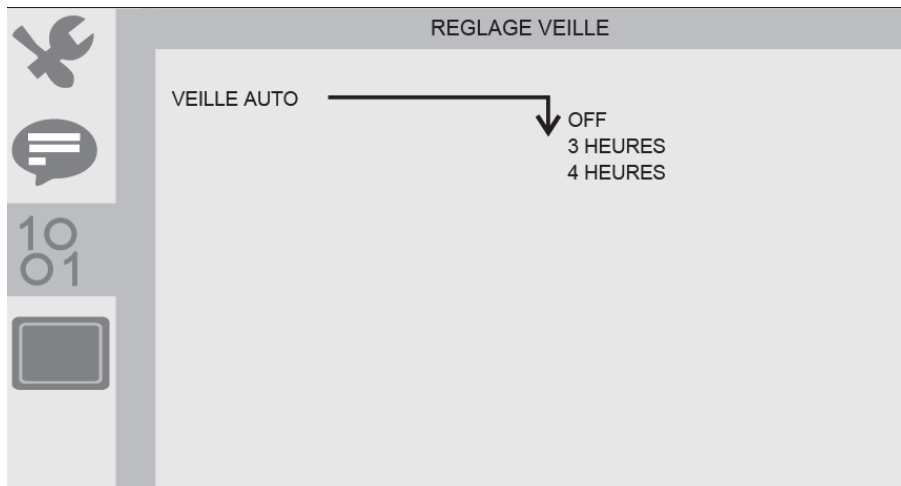 REGLAGE VEILLE
VEILLE AUTO
OFF
3 HEURES
4 HEURES
10
01